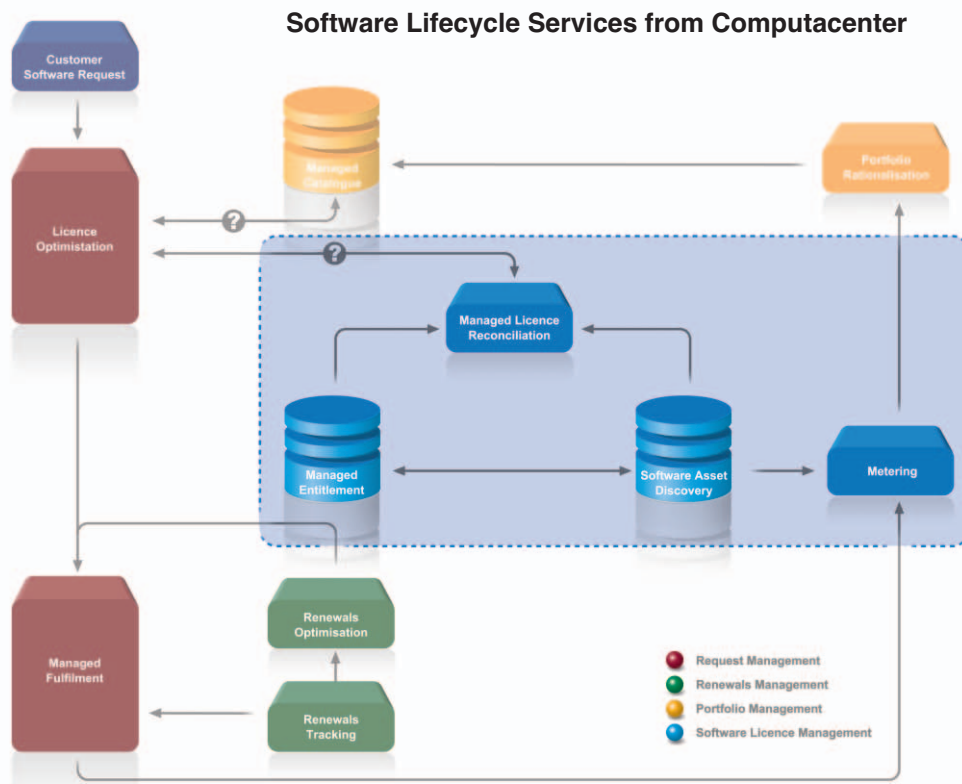 Software Lifecycle Services from Computacenter
Customer
Software Request
Managed
Catalogue
Portfolio
Rationalisation
Licence
Optimistation
?
?
Managed Licence
Reconciliation
Managed
Entitlement
Software Asset
Discovery
Metering
Renewals
Optimisation
Managed
Fulfilment
Renewals
Tracking
Request Management
Renewals Management
Portfolio Management
Software Licence Management